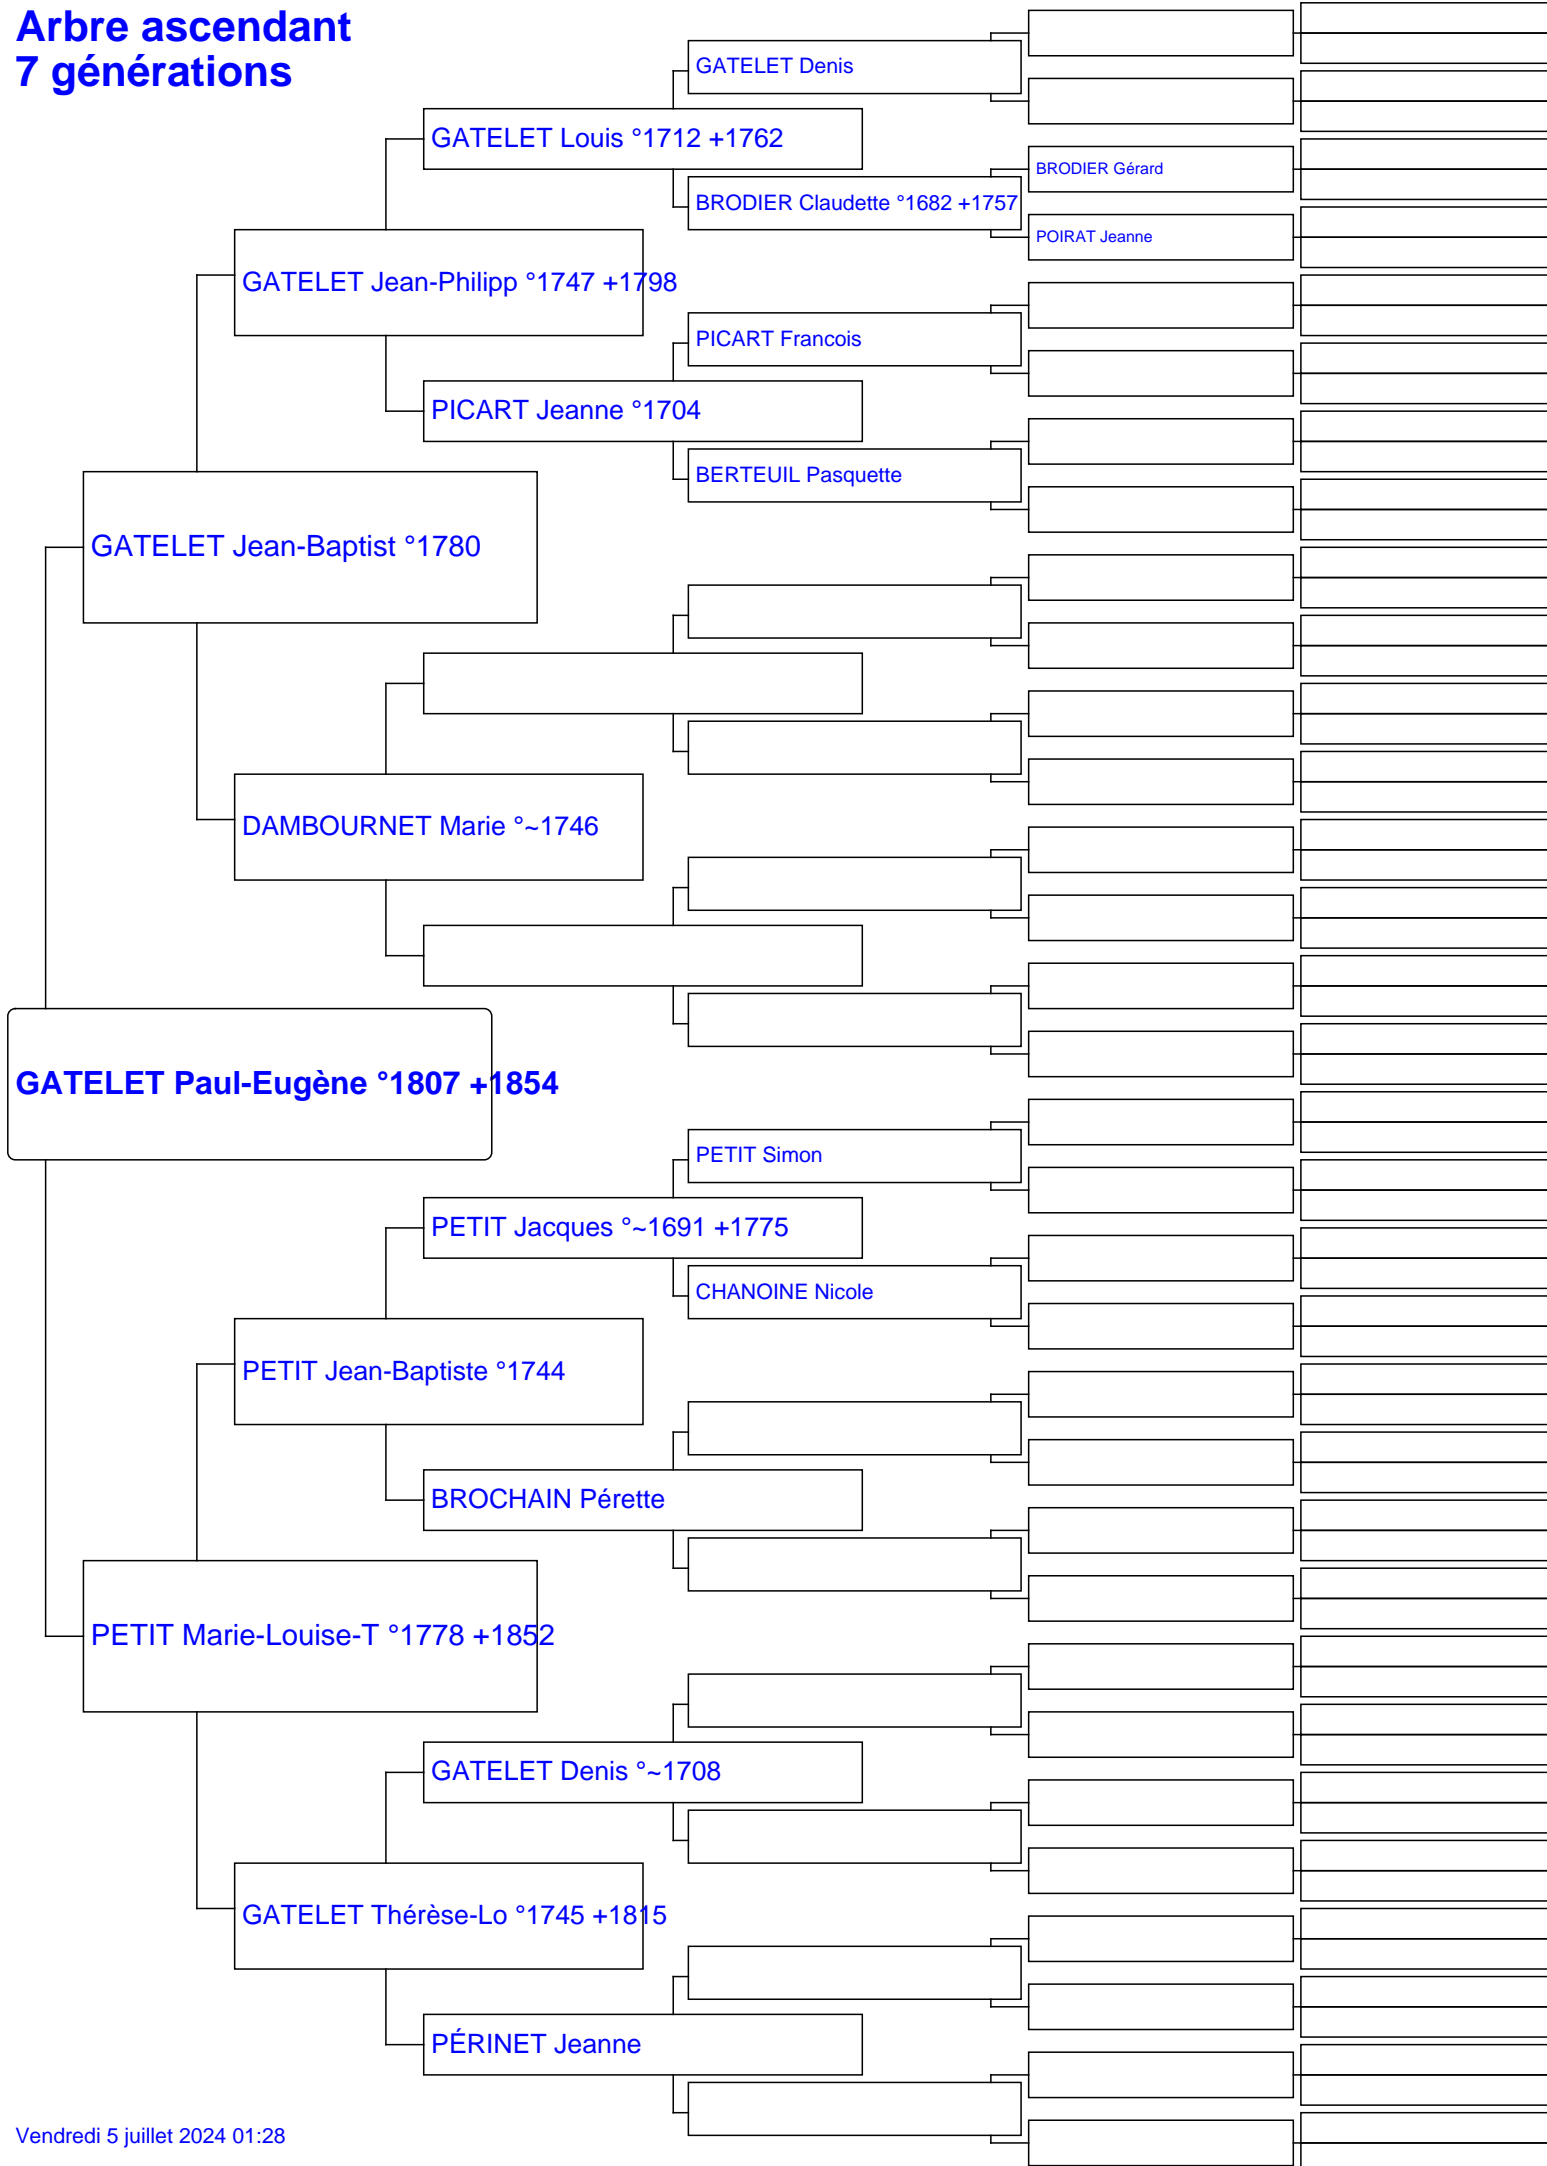 Arbre ascendant
7 générations
GATELET Denis
GATELET Louis °1712 +1762
BRODIER Gérard
BRODIER Claudette °1682 +1757
POIRAT Jeanne
GATELET Jean-Philipp °1747 +1798
PICART Francois
PICART Jeanne °1704
BERTEUIL Pasquette
GATELET Jean-Baptist °1780
DAMBOURNET Marie °~1746
GATELET Paul-Eugène °1807 +1854
PETIT Simon
PETIT Jacques °~1691 +1775
CHANOINE Nicole
PETIT Jean-Baptiste °1744
BROCHAIN Pérette
PETIT Marie-Louise-T °1778 +1852
GATELET Denis °~1708
GATELET Thérèse-Lo °1745 +1815
PÉRINET Jeanne
Vendredi 5 juillet 2024 01:28